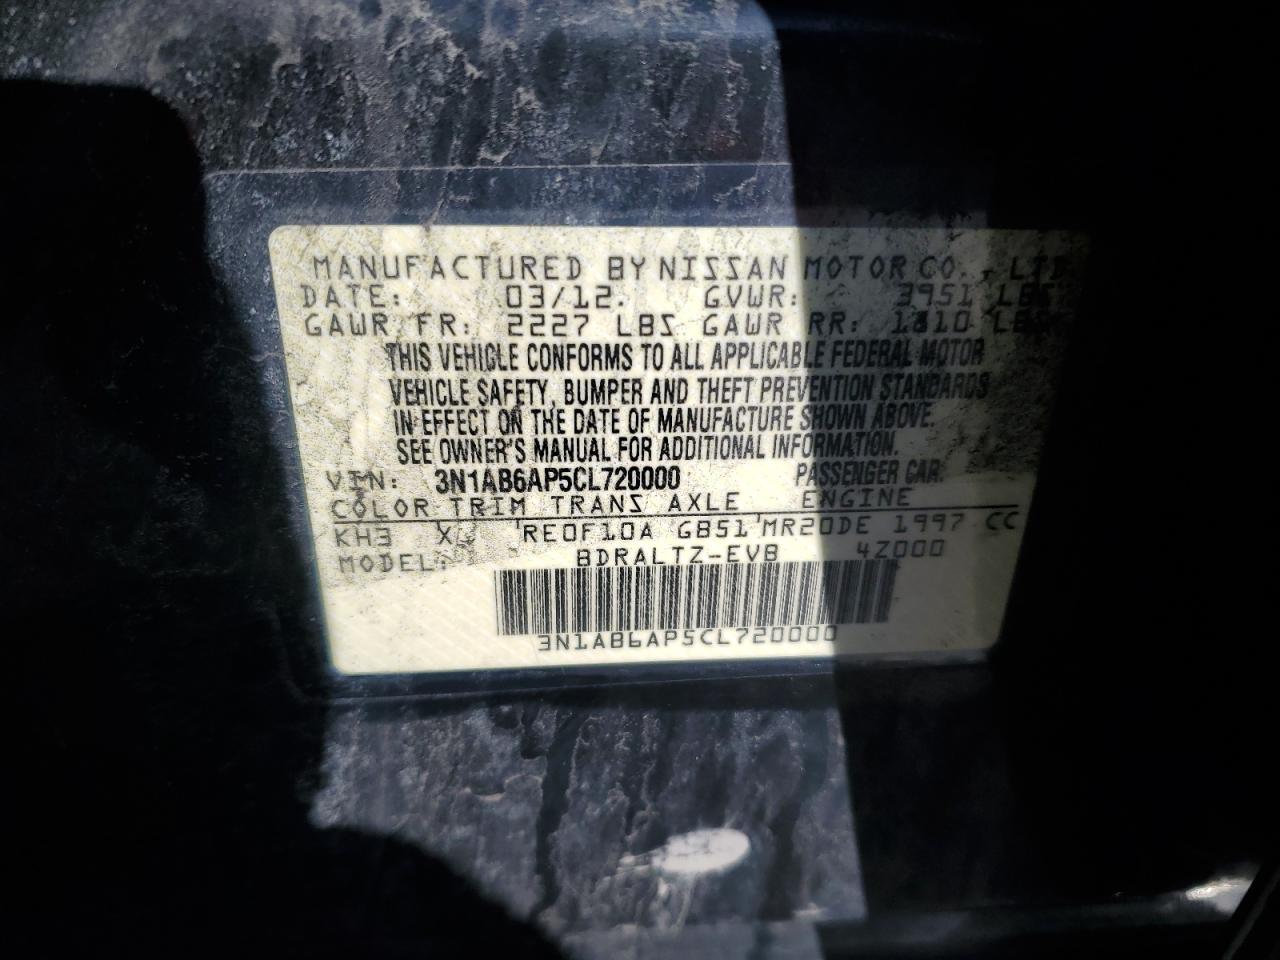 MANUFACTURED BY NISSAN MOTOR CO., LTD
DATE: 03/12. GVWR: 3951 LBS
GAWR FR: 2227 LBS GAWR RR: 1810 LBS
THIS VEHICLE CONFORMS TO ALL APPLICABLE FEDERAL MOTOR
VEHICLE SAFETY, BUMPER AND THEFT PREVENTION STANDARDS
IN EFFECT ON THE DATE OF MANUFACTURE SHOWN ABOVE.
SEE OWNER'S MANUAL FOR ADDITIONAL INFORMATION.
VIN: 3N1AB6AP5CL720000 PASSENGER CAR.
COLOR TRIM TRANS AXLE ENGINE
KH3 RE0F10A GB51 MR20DE 1997 CC
MODEL: BDRALTZ-EVB 4Z000
3N1AB6AP5CL720000